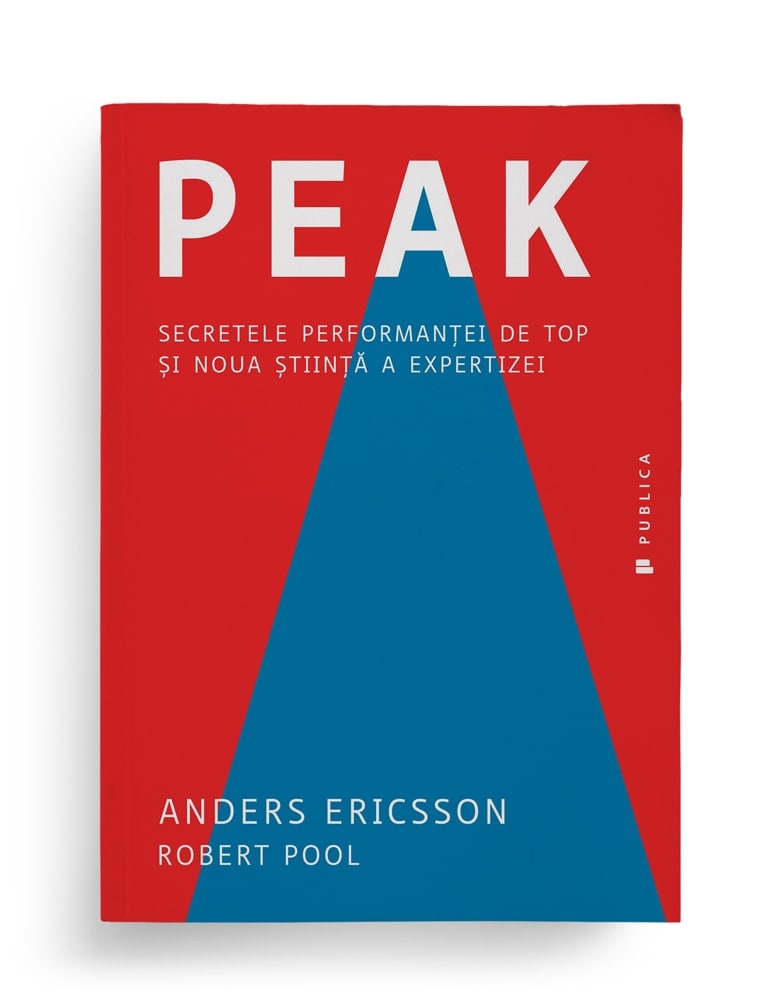 PEAK
SECRETELE PERFORMANȚEI DE TOP
ȘI NOUA ȘTIINȚĂ A EXPERTIZEI
PUBLICA
ANDERS ERICSSON
ROBERT POOL